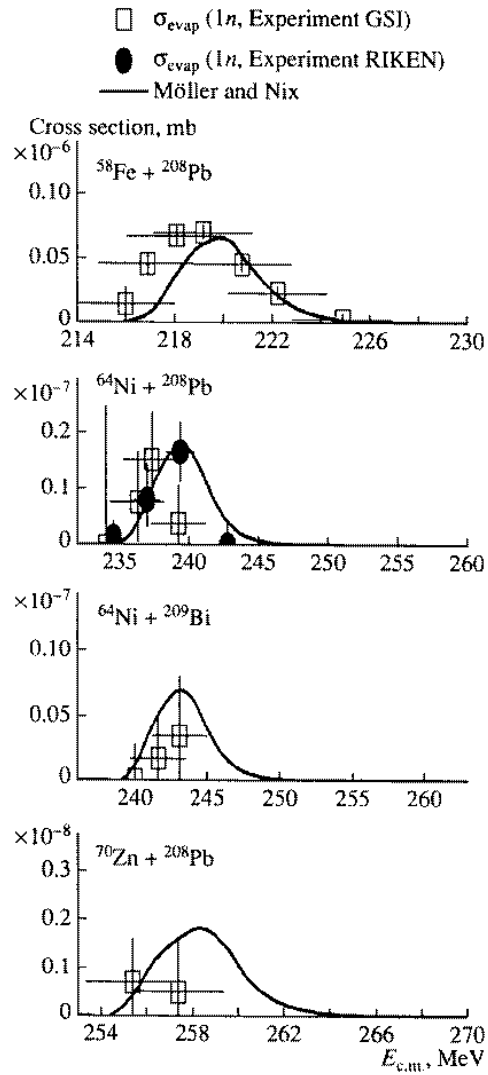 σevap (1n, Experiment GSI)
σevap (1n, Experiment RIKEN)
Möller and Nix
Cross section, mb
×10⁻⁶
⁵⁸Fe + ²⁰⁸Pb
0.10
0.05
0
214 218 222 226 230
×10⁻⁷
⁶⁴Ni + ²⁰⁸Pb
0.2
0.1
0
235 240 245 250 255 260
×10⁻⁷
⁶⁴Ni + ²⁰⁹Bi
0.10
0.05
0
240 245 250 255 260
×10⁻⁸
⁷⁰Zn + ²⁰⁸Pb
0.3
0.2
0.1
0
254 258 262 266 270
Ec.m., MeV